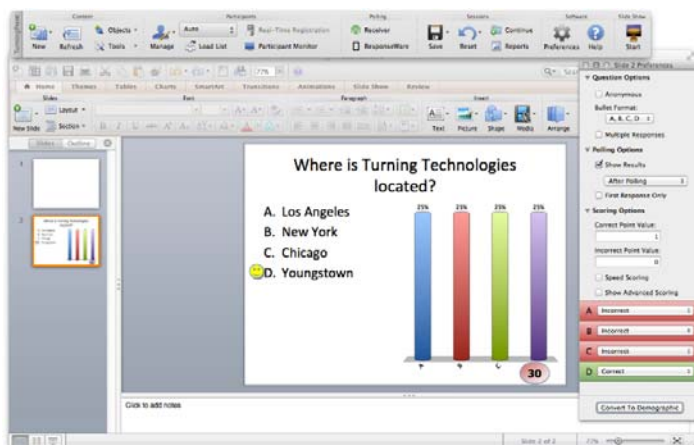 TurningPoint
Content Participants Polling Sessions Software Slide Show
New Refresh Objects Tools Manage Auto Load List Real-Time Registration Participant Monitor Receiver ResponseWare Save Reset Continue Reports Preferences Help Start
77%
Slide 2 Preferences
Home Themes Tables Charts SmartArt Transitions Animations Slide Show Review
Slides Font Paragraph Insert
New Slide Layout Section B I U Text Picture Shape Media Arrange
Slides Outline
1
2
Where is Turning Technologies
located?
A. Los Angeles
B. New York
C. Chicago
D. Youngstown
25% 25% 25% 25%
30
Click to add notes
Slide 2 of 2
77%
Question Options
Anonymous
Bullet Format:
A, B, C, D
Multiple Responses
Polling Options
Show Results
After Polling
First Response Only
Scoring Options
Correct Point Value:
1
Incorrect Point Value:
0
Speed Scoring
Show Advanced Scoring
A Incorrect
B Incorrect
C Incorrect
D Correct
Convert To Demographic